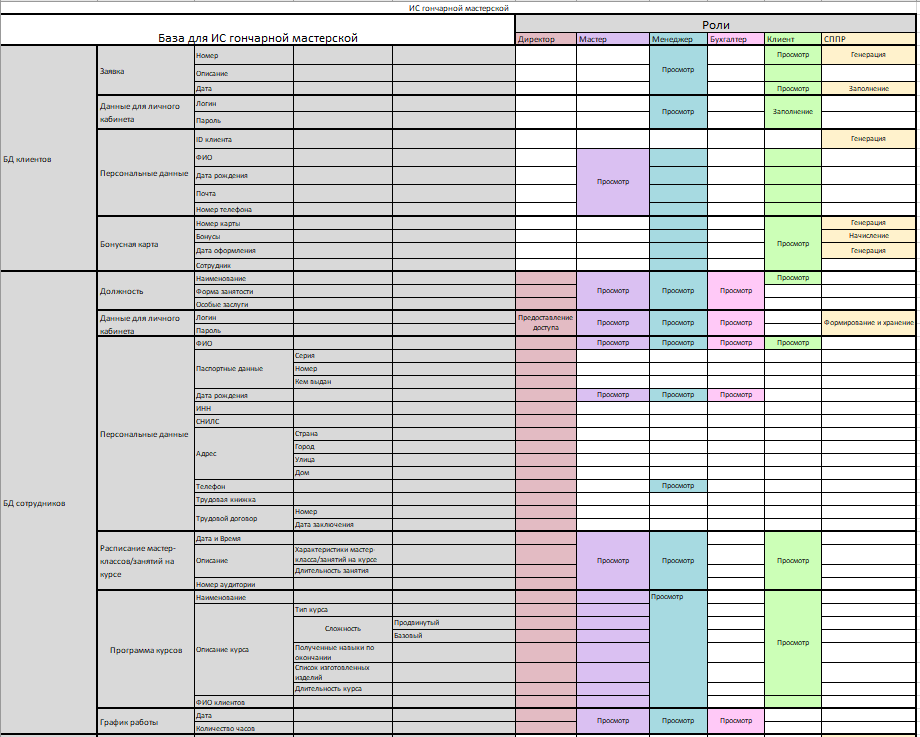 ИС гончарной мастерской
База для ИС гончарной мастерской
Роли
Директор
Мастер
Менеджер
Бухгалтер
Клиент
СППР
БД клиентов
Заявка
Номер
Просмотр
Просмотр
Генерация
Описание
Дата
Просмотр
Заполнение
Данные для личного
кабинета
Логин
Просмотр
Заполнение
Пароль
Персональные данные
ID клиента
Генерация
ФИО
Просмотр
Дата рождения
Почта
Номер телефона
Бонусная карта
Номер карты
Просмотр
Генерация
Бонусы
Начисление
Дата оформления
Генерация
Сотрудник
БД сотрудников
Должность
Наименование
Просмотр
Просмотр
Просмотр
Просмотр
Форма занятости
Особые заслуги
Данные для личного
кабинета
Логин
Предоставление
доступа
Просмотр
Просмотр
Просмотр
Формирование и хранение
Пароль
Персональные данные
ФИО
Просмотр
Просмотр
Просмотр
Просмотр
Паспортные данные
Серия
Номер
Кем выдан
Дата рождения
Просмотр
Просмотр
Просмотр
ИНН
СНИЛС
Адрес
Страна
Город
Улица
Дом
Телефон
Просмотр
Трудовая книжка
Трудовой договор
Номер
Дата заключения
Расписание мастер-
классов/занятий на
курсе
Дата и Время
Просмотр
Просмотр
Просмотр
Описание
Характеристики мастер-
класса/занятий на курсе
Длительность занятия
Номер аудитории
Программа курсов
Наименование
Просмотр
Просмотр
Описание курса
Тип курса
Сложность
Продвинутый
Базовый
Полученные навыки по
окончании
Список изготовленных
изделий
Длительность курса
ФИО клиентов
График работы
Дата
Просмотр
Просмотр
Просмотр
Количество часов